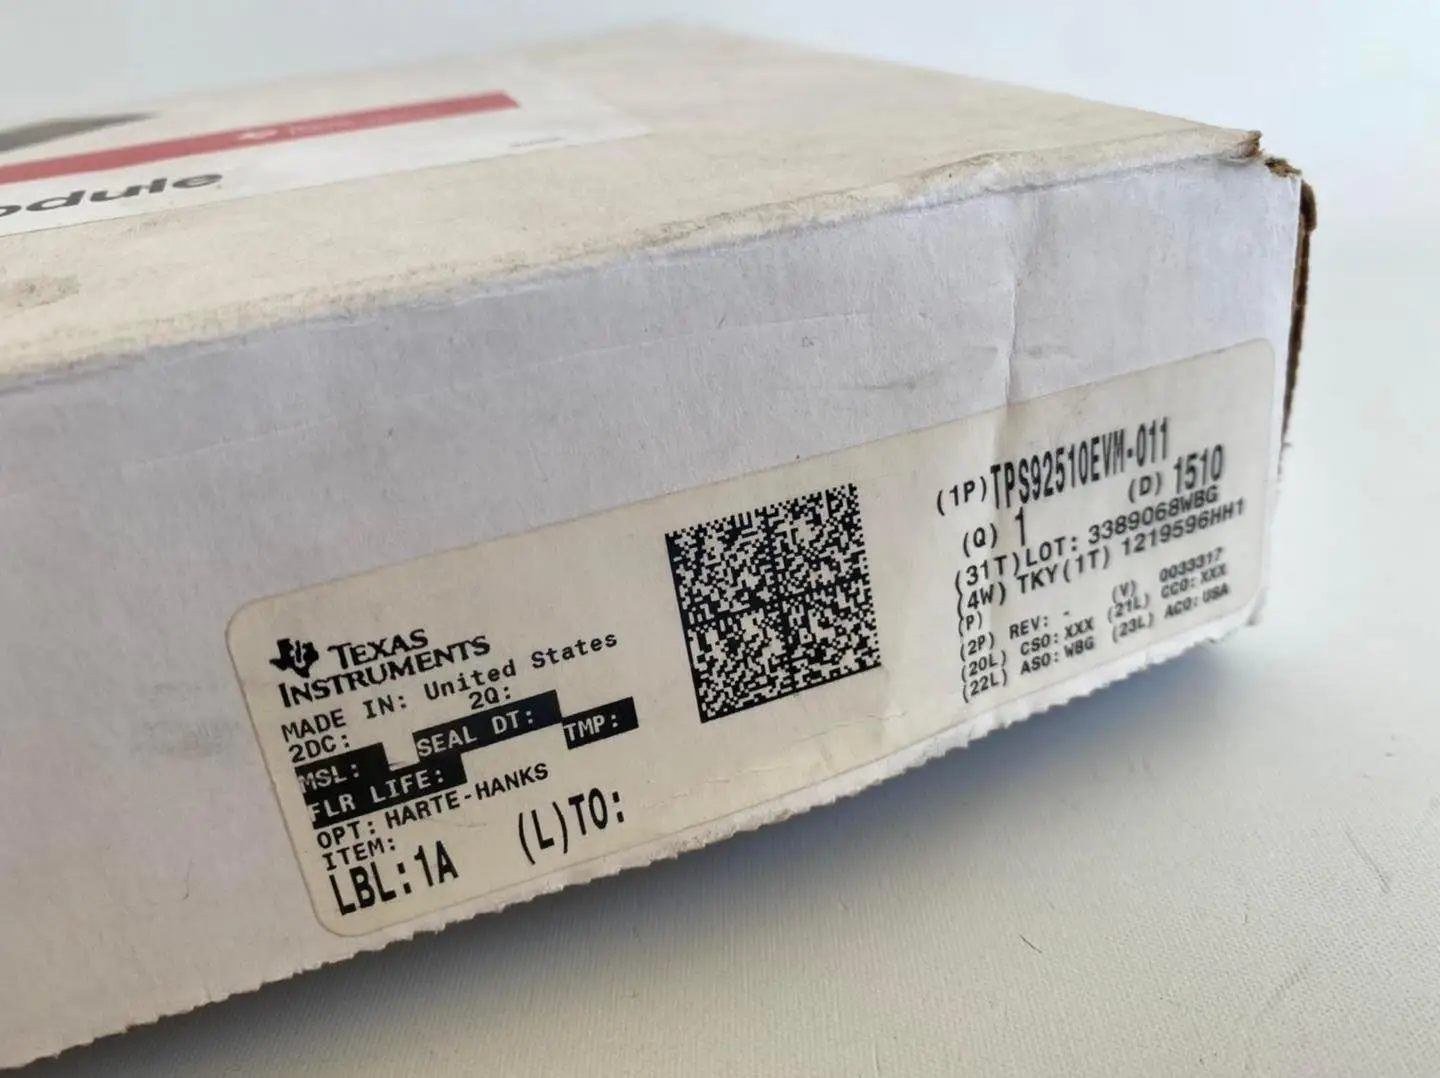 odule
TEXAS
INSTRUMENTS
MADE IN: United States
2DC: 2Q:
MSL: SEAL DT: TMP:
FLR LIFE:
OPT: HARTE-HANKS
ITEM:
LBL: 1A (L)TO:
(1P)TPS92510EVM-011
(Q) 1 (D) 1510
(31T)LOT: 3389068WBG
(4W) TKY(1T) 1219596HH1
(P)
(2P) REV: - (V) 0033317
(20L) CSO: XXX (21L) CCO: XXX
(22L) ASO: WBG (23L) ACO: USA